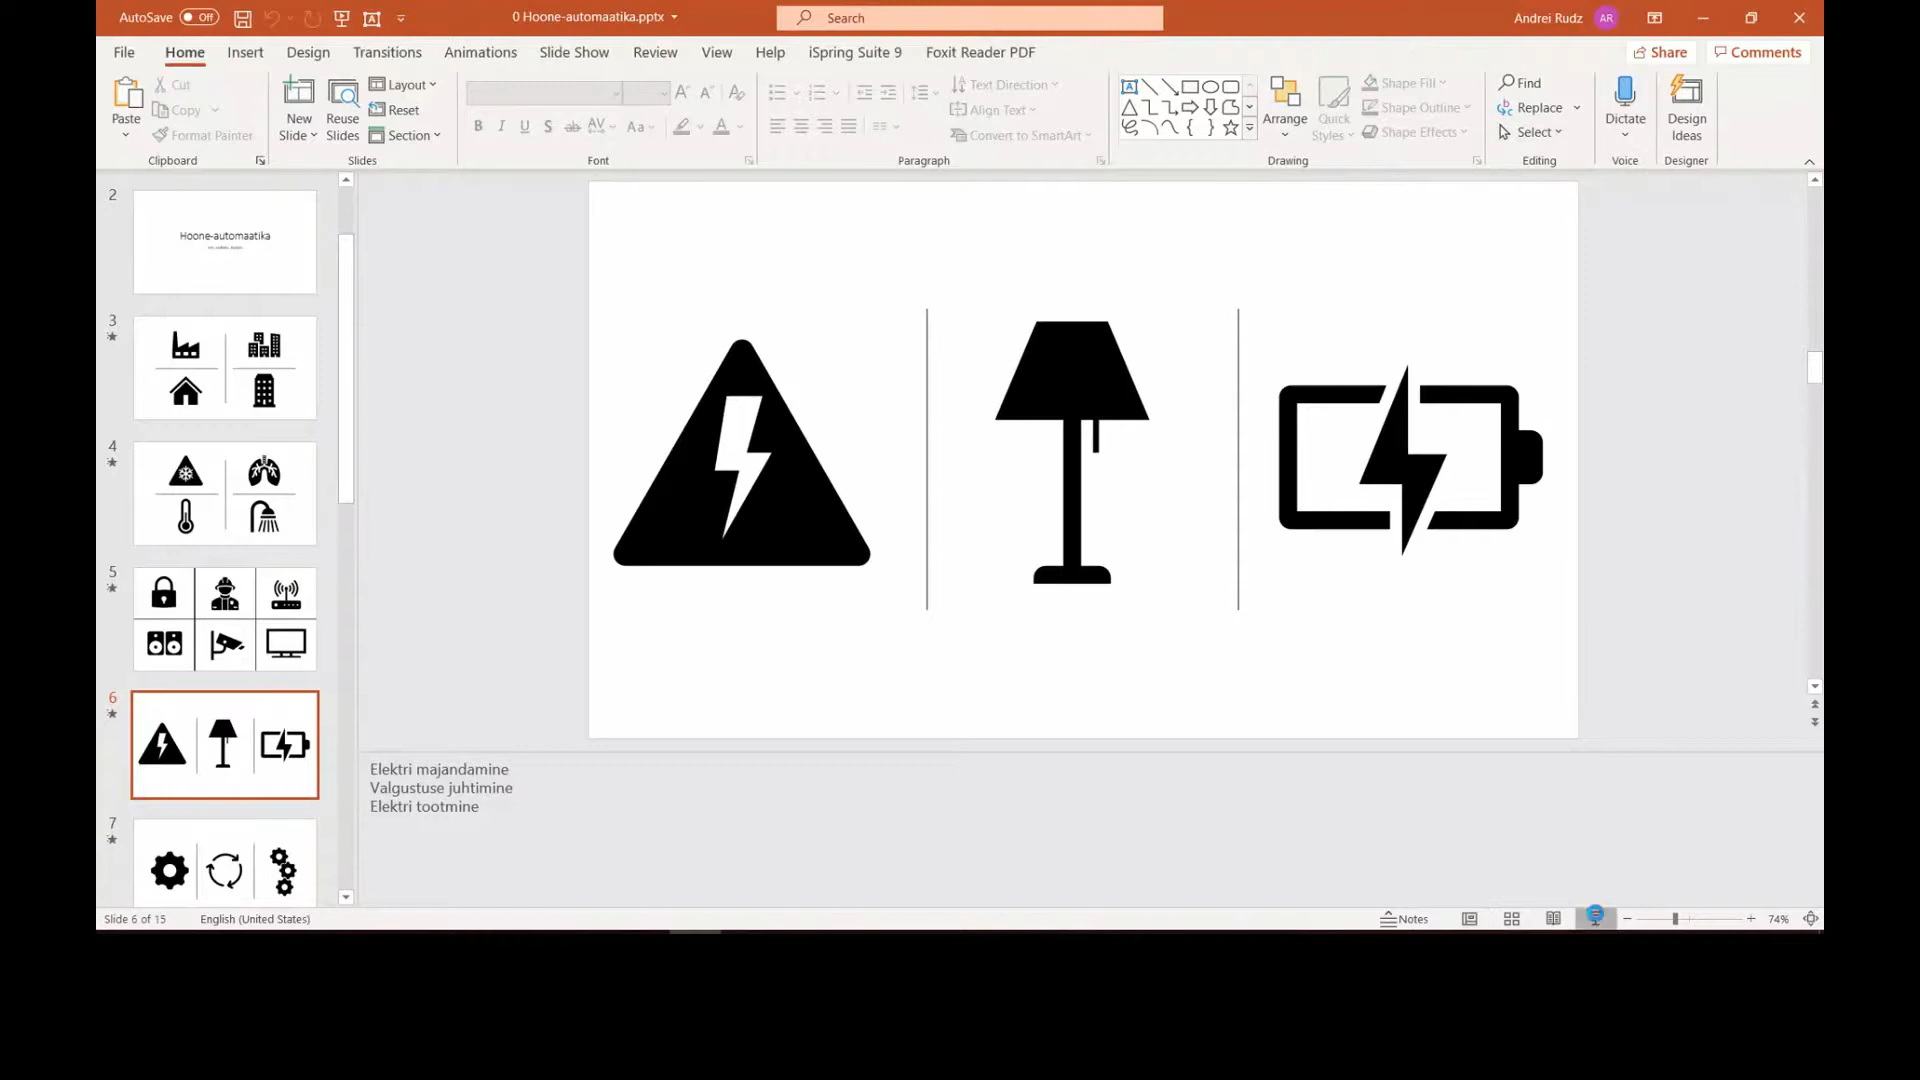 AutoSave Off
0 Hoone-automaatika.pptx
Search
Andrei Rudz AR
File Home Insert Design Transitions Animations Slide Show Review View Help iSpring Suite 9 Foxit Reader PDF
Share Comments
Paste
Cut
Copy
Format Painter
Clipboard
New Slide
Reuse Slides
Layout
Reset
Section
Slides
B I U S ab AV Aa A
Font
Text Direction
Align Text
Convert to SmartArt
Paragraph
Arrange
Quick Styles
Shape Fill
Shape Outline
Shape Effects
Drawing
Find
Replace
Select
Editing
Dictate
Voice
Design Ideas
Designer
2
Hoone-automaatika
3
4
5
6
7
Elektri majandamine
Valgustuse juhtimine
Elektri tootmine
Slide 6 of 15 English (United States) Notes 74%